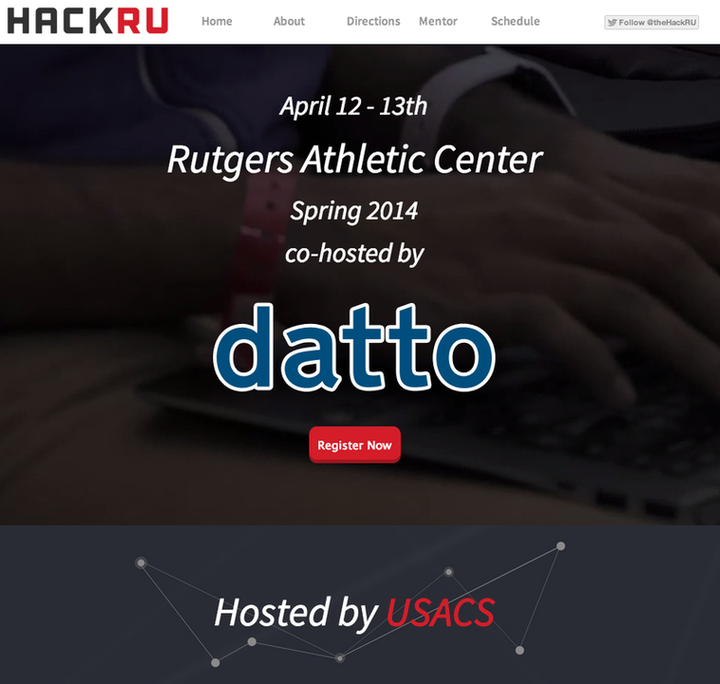 HACKRU
Home About Directions Mentor Schedule
Follow @theHackRU
April 12 - 13th
Rutgers Athletic Center
Spring 2014
co-hosted by
datto
Register Now
Hosted by USACS